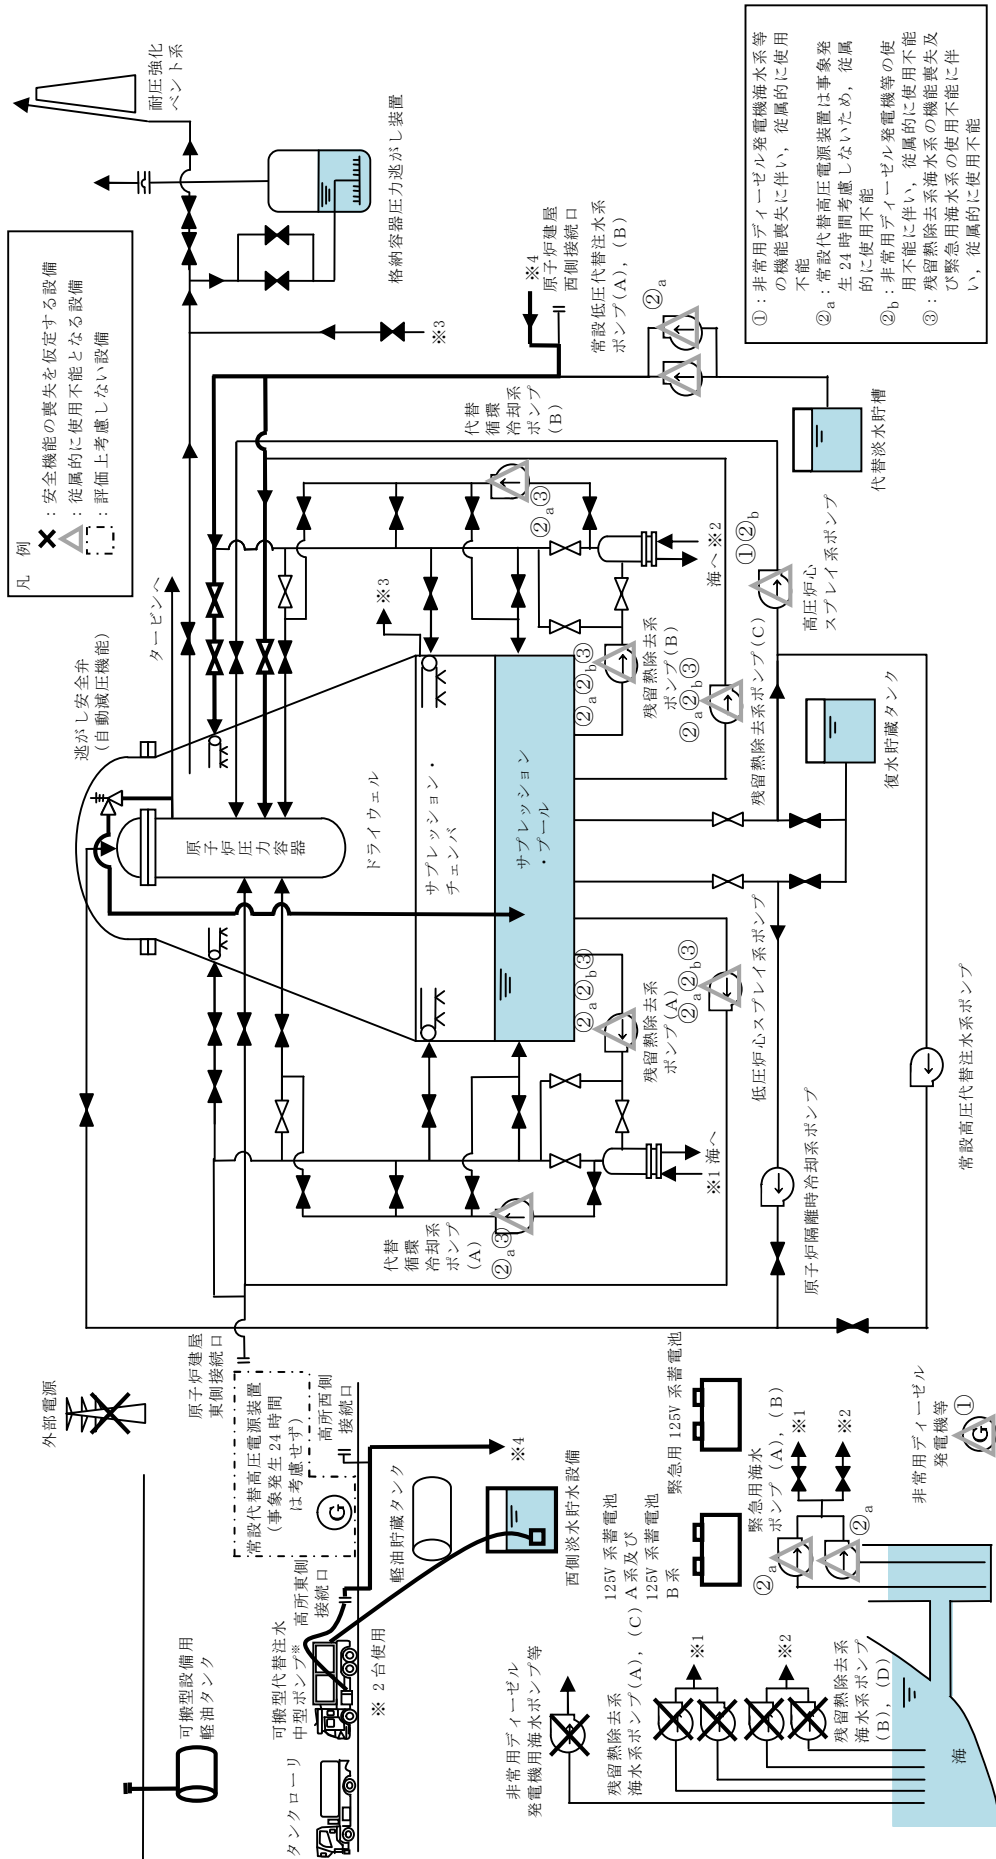 外部電源
可搬型設備用
軽油タンク
タンクローリ
可搬型代替注水
中型ポンプ※
※ 2台使用
高所東側
接続口
常設代替高圧電源装置
(事象発生24時間
は考慮せず)
G
高所西側
接続口
原子炉建屋
東側接続口
軽油貯蔵タンク
※4
西側淡水貯水設備
非常用ディーゼル
発電機用海水ポンプ等
残留熱除去系
海水系ポンプ(A),(C)
※1
※2
残留熱除去系
海水系ポンプ
(B),(D)
海
125V 系蓄電池
A系及び
125V 系蓄電池
B系
緊急用 125V 系蓄電池
緊急用海水
ポンプ(A),(B)
②a
②a
※1
※2
非常用ディーゼル
発電機等
G
①
凡 例
:安全機能の喪失を仮定する設備
:従属的に使用不能となる設備
:評価上考慮しない設備
耐圧強化
ベント系
格納容器圧力逃がし装置
※3
逃がし安全弁
(自動減圧機能)
タービンへ
原子炉圧力容器
ドライウェル
サプレッション・
チェンバ
サプレッション
・プール
※3
代替
循環
冷却系
ポンプ
(A)
②a③
代替
循環
冷却系
ポンプ
(B)
②a③
※1 海へ
海へ※2
②a②b③
残留熱除去系
ポンプ(A)
②a②b③
低圧炉心スプレイ系ポンプ
②a②b③
残留熱除去系
ポンプ(B)
②a②b③
残留熱除去系ポンプ(C)
①②b
高圧炉心
スプレイ系ポンプ
原子炉隔離時冷却系ポンプ
常設高圧代替注水系ポンプ
復水貯蔵タンク
代替淡水貯槽
※4
原子炉建屋
西側接続口
常設低圧代替注水系
ポンプ(A),(B)
②a
①:非常用ディーゼル発電機海水系等
の機能喪失に伴い,従属的に使用
不能
②a:常設代替高圧電源装置は事象発
生 24 時間考慮しないため,従属
的に使用不能
②b:非常用ディーゼル発電機等の使
用不能に伴い,従属的に使用不能
③:残留熱除去系海水系の機能喪失及
び緊急用海水系の使用不能に伴
い,従属的に使用不能